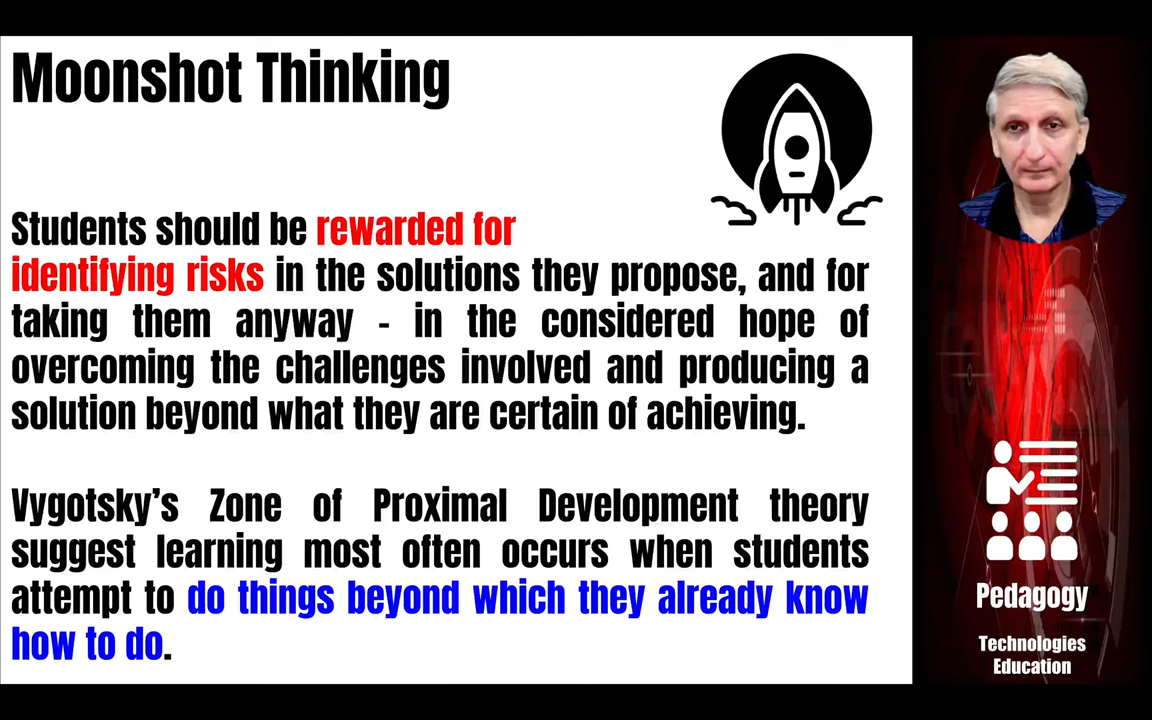 Moonshot Thinking
Students should be rewarded for
identifying risks in the solutions they propose, and for
taking them anyway - in the considered hope of
overcoming the challenges involved and producing a
solution beyond what they are certain of achieving.
Vygotsky's Zone of Proximal Development theory
suggest learning most often occurs when students
attempt to do things beyond which they already know
how to do.
Pedagogy
Technologies
Education